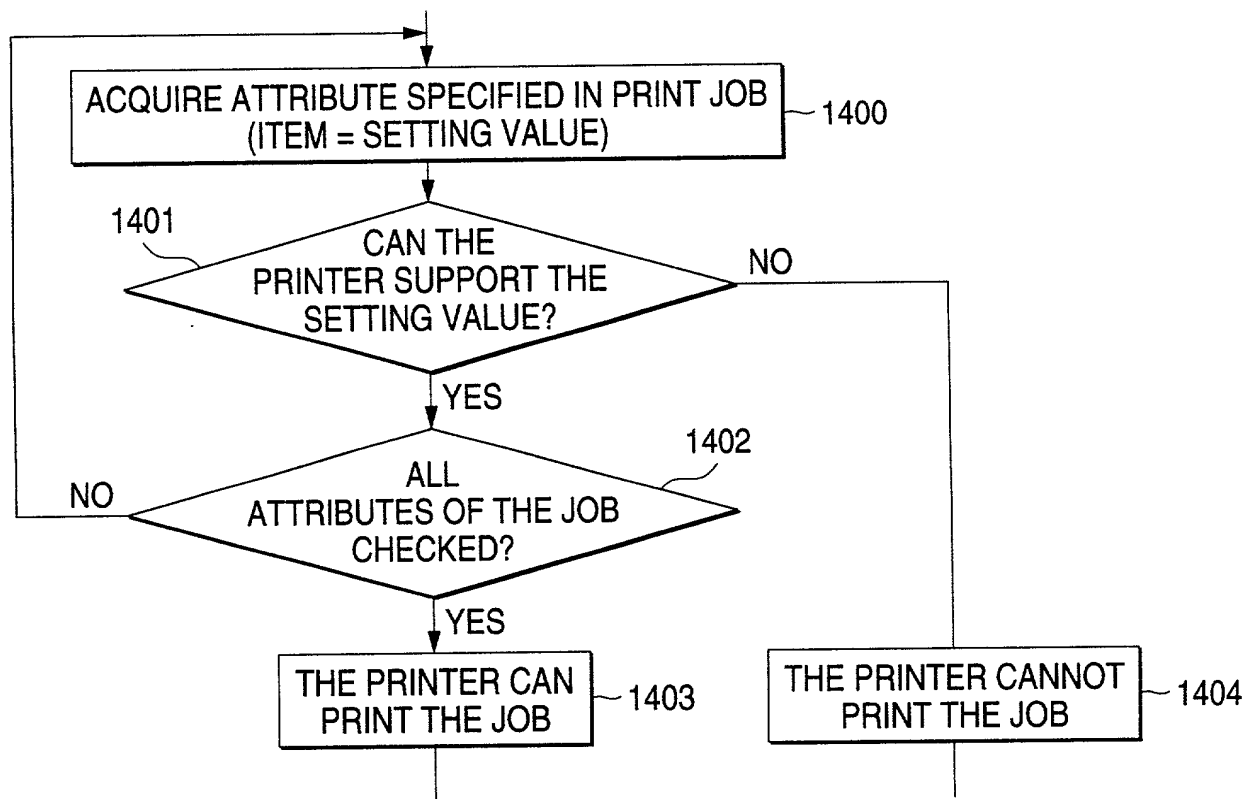 ACQUIRE ATTRIBUTE SPECIFIED IN PRINT JOB
(ITEM = SETTING VALUE)
1400
1401
CAN THE
PRINTER SUPPORT THE
SETTING VALUE?
NO
YES
1402
ALL
ATTRIBUTES OF THE JOB
CHECKED?
NO
YES
THE PRINTER CAN
PRINT THE JOB
1403
THE PRINTER CANNOT
PRINT THE JOB
1404